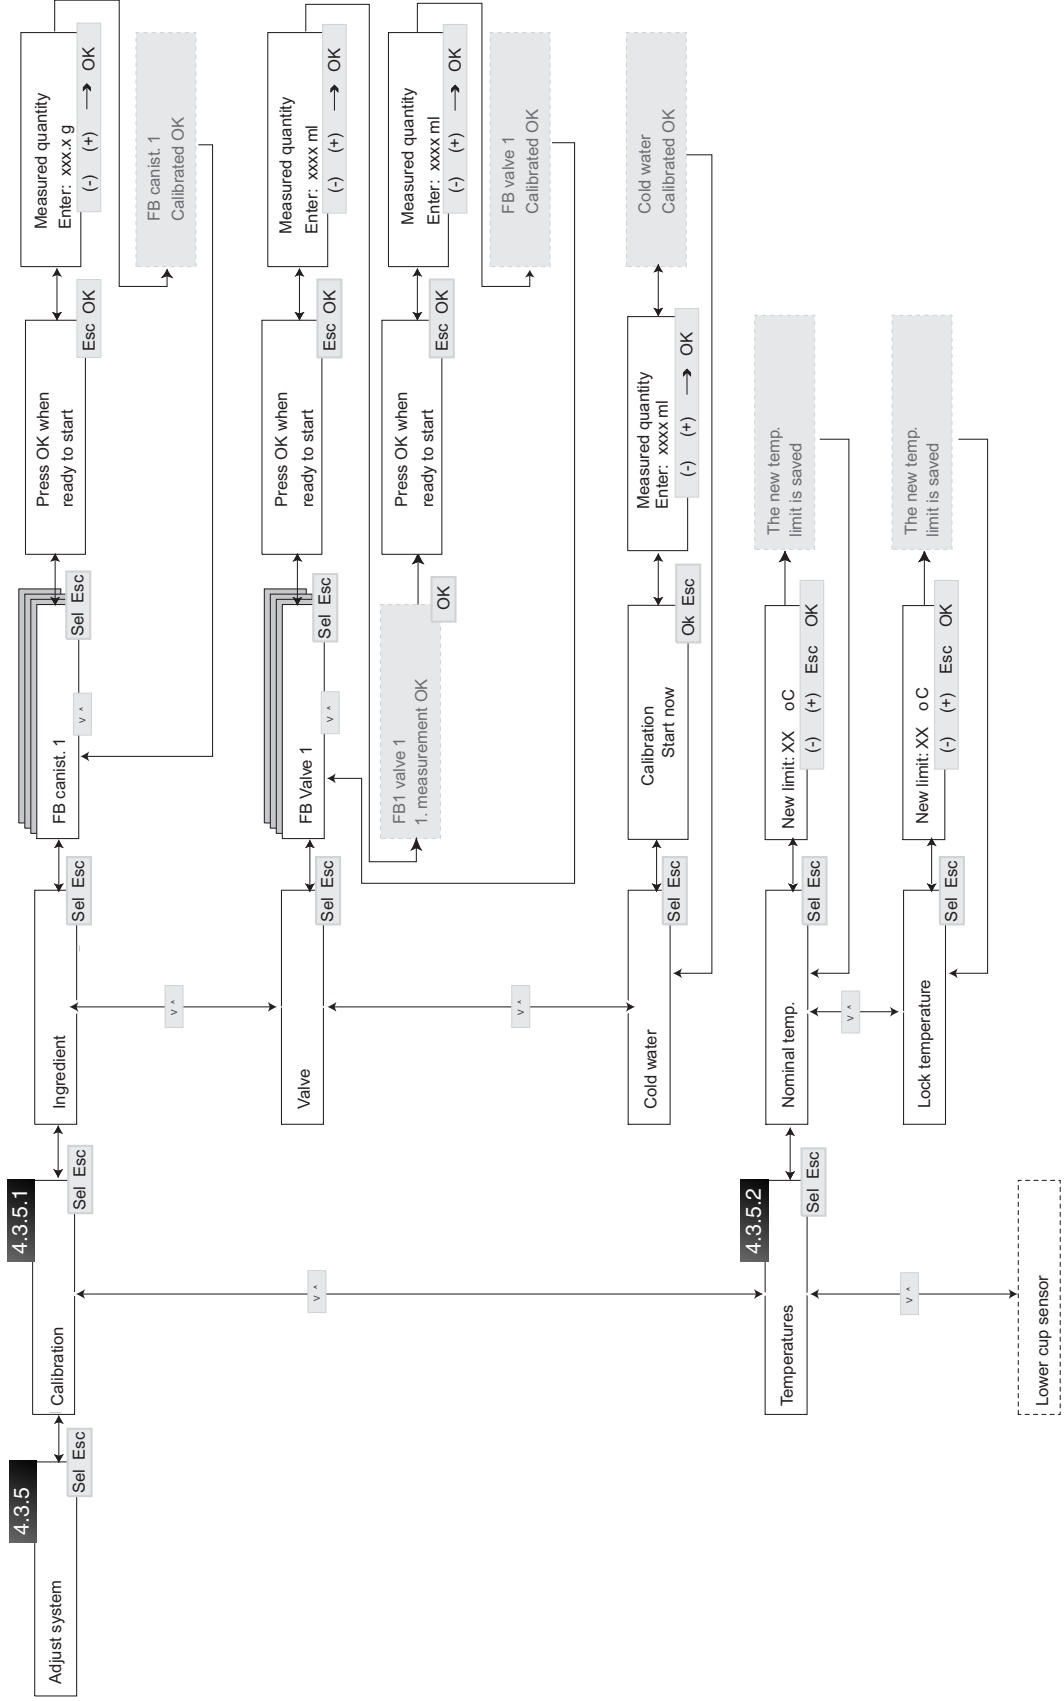 4.3.5
Adjust system
Sel Esc
4.3.5.1
Calibration
Sel Esc
v ^
Ingredient
Sel Esc
v ^
FB canist. 1
v ^
Sel Esc
Press OK when
ready to start
Esc OK
Measured quantity
Enter: xxx.x g
(-) (+) OK
FB canist. 1
Calibrated OK
Valve
Sel Esc
v ^
FB Valve 1
v ^
Sel Esc
Press OK when
ready to start
Esc OK
Measured quantity
Enter: xxxx ml
(-) (+) OK
FB1 valve 1
1. measurement OK
OK
Press OK when
ready to start
Esc OK
Measured quantity
Enter: xxxx ml
(-) (+) OK
FB valve 1
Calibrated OK
Cold water
Sel Esc
Calibration
Start now
Ok Esc
Measured quantity
Enter: xxxx ml
(-) (+) OK
Cold water
Calibrated OK
4.3.5.2
Temperatures
Sel Esc
v ^
Nominal temp.
Sel Esc
v ^
New limit: XX oC
(-) (+) Esc OK
The new temp.
limit is saved
Lock temperature
Sel Esc
New limit: XX oC
(-) (+) Esc OK
The new temp.
limit is saved
Lower cup sensor